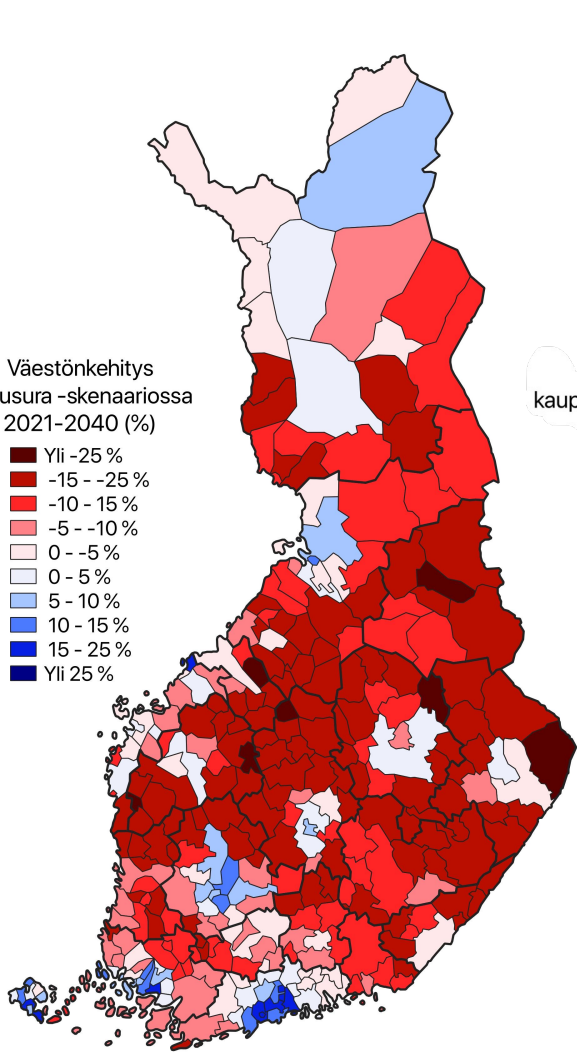 Väestönkehitys
usura -skenaariossa
2021-2040 (%)
Yli -25 %
-15 - -25 %
-10 - 15 %
-5 - -10 %
0 - -5 %
0 - 5 %
5 - 10 %
10 - 15 %
15 - 25 %
Yli 25 %
kaup